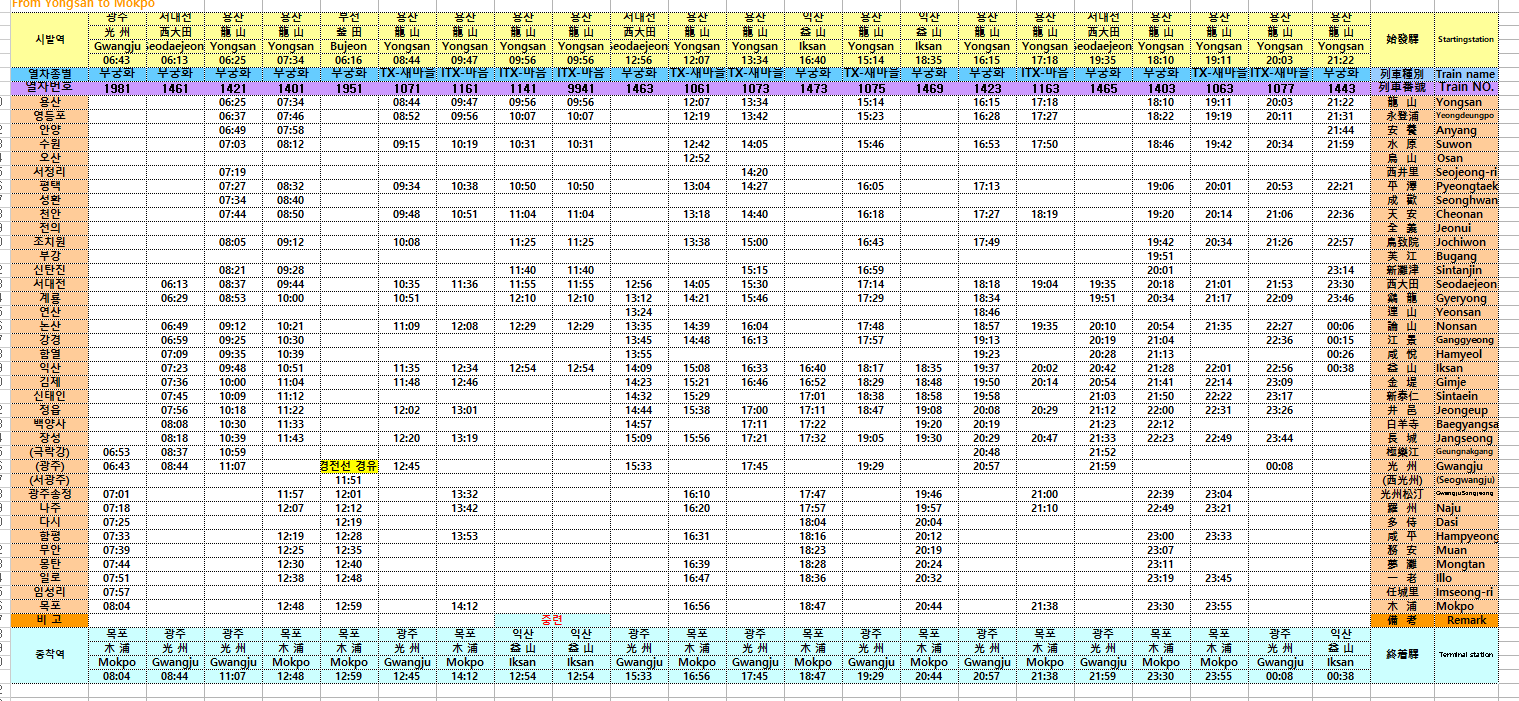 From Yongsan to Mokpo
광주 서대전 용산 용산 부전 용산 용산 용산 용산 서대전 용산 용산 익산 용산 익산 용산 용산 서대전 용산 용산 용산 용산
시발역 光 州 西大田 龍 山 龍 山 釜 田 龍 山 龍 山 龍 山 龍 山 西大田 龍 山 龍 山 益 山 龍 山 益 山 龍 山 龍 山 西大田 龍 山 龍 山 龍 山 龍 山 始發驛 Startingstation
Gwangju Seodaejeon Yongsan Yongsan Bujeon Yongsan Yongsan Yongsan Yongsan Seodaejeon Yongsan Yongsan Iksan Yongsan Iksan Yongsan Yongsan Seodaejeon Yongsan Yongsan Yongsan Yongsan
06:43 06:13 06:25 07:34 06:16 08:44 09:47 09:56 09:56 12:56 12:07 13:34 16:40 15:14 18:35 16:15 17:18 19:35 18:10 19:11 20:03 21:22
열차종별 무궁화 무궁화 무궁화 무궁화 무궁화 ITX-새마을 ITX-마음 ITX-마음 무궁화 무궁화 ITX-새마을 ITX-새마을 무궁화 ITX-새마을 무궁화 무궁화 ITX-마음 무궁화 무궁화 ITX-새마을 ITX-새마을 무궁화 列車種別 Train name
열차번호 1981 1461 1421 1401 1951 1071 1161 1141 9941 1463 1061 1073 1473 1075 1469 1423 1163 1465 1403 1063 1077 1443 列車番號 Train NO.
용산 06:25 07:34 08:44 09:47 09:56 09:56 12:07 13:34 15:14 16:15 17:18 18:10 19:11 20:03 21:22 龍 山 Yongsan
영등포 06:37 07:46 08:52 09:56 10:07 10:07 12:19 13:42 15:23 16:28 17:27 18:22 19:19 20:11 21:31 永登浦 Yeongdeungpo
안양 06:49 07:58 21:44 安 養 Anyang
수원 07:03 08:12 09:15 10:19 10:31 10:31 12:42 14:05 15:46 16:53 17:50 18:46 19:42 20:34 21:59 水 原 Suwon
오산 12:52 烏 山 Osan
서정리 07:19 14:20 西井里 Seojeong-ri
평택 07:27 08:32 09:34 10:38 10:50 10:50 13:04 14:27 16:05 17:13 19:06 20:01 20:53 22:21 平 澤 Pyeongtaek
성환 07:34 08:40 成 歡 Seonghwan
천안 07:44 08:50 09:48 10:51 11:04 11:04 13:18 14:40 16:18 17:27 18:19 19:20 20:14 21:06 22:36 天 安 Cheonan
전의 全 義 Jeonui
조치원 08:05 09:12 10:08 11:25 11:25 13:38 15:00 16:43 17:49 19:42 20:34 21:26 22:57 鳥致院 Jochiwon
부강 19:51 芙 江 Bugang
신탄진 08:21 09:28 11:40 11:40 15:15 16:59 20:01 23:14 新灘津 Sintanjin
서대전 06:13 08:37 09:44 10:35 11:36 11:55 11:55 12:56 14:05 15:30 17:14 18:18 19:04 19:35 20:18 21:01 21:53 23:30 西大田 Seodaejeon
계룡 06:29 08:53 10:00 10:51 12:10 12:10 13:12 14:21 15:46 17:29 18:34 19:51 20:34 21:17 22:09 23:46 鷄 龍 Gyeryong
연산 13:24 18:46 連 山 Yeonsan
논산 06:49 09:12 10:21 11:09 12:08 12:29 12:29 13:35 14:39 16:04 17:48 18:57 19:35 20:10 20:54 21:35 22:27 00:06 論 山 Nonsan
강경 06:59 09:25 10:30 13:45 14:48 16:13 17:57 19:13 20:19 21:04 22:36 00:15 江 景 Ganggyeong
함열 07:09 09:35 10:39 13:55 19:23 20:28 21:13 00:26 咸 悅 Hamyeol
익산 07:23 09:48 10:51 11:35 12:34 12:54 12:54 14:09 15:08 16:33 16:40 18:17 18:35 19:37 20:02 20:42 21:28 22:01 22:56 00:38 益 山 Iksan
김제 07:36 10:00 11:04 11:48 12:46 14:23 15:21 16:46 16:52 18:29 18:48 19:50 20:14 20:54 21:41 22:14 23:09 金 堤 Gimje
신태인 07:45 10:09 11:12 14:32 15:29 17:01 18:38 18:58 19:58 21:03 21:50 22:22 23:17 新泰仁 Sintaein
정읍 07:56 10:18 11:22 12:02 13:01 14:44 15:38 17:00 17:11 18:47 19:08 20:08 20:29 21:12 22:00 22:31 23:26 井 邑 Jeongeup
백양사 08:08 10:30 11:33 14:57 17:11 17:22 19:20 20:19 21:23 22:12 白羊寺 Baegyangsa
장성 08:18 10:39 11:43 12:20 13:19 15:09 15:56 17:21 17:32 19:05 19:30 20:29 20:47 21:33 22:23 22:49 23:44 長 城 Jangseong
(극락강) 06:53 08:37 10:59 20:48 21:52 極樂江 Geungnakgang
(광주) 06:43 08:44 11:07 경전선 경유 12:45 15:33 17:45 19:29 20:57 21:59 00:08 光 州 Gwangju
(서광주) 11:51 (西光州) (Seogwangju)
광주송정 07:01 11:57 12:01 13:32 16:10 17:47 19:46 21:00 22:39 23:04 光州松汀 GwangjuSongjeong
나주 07:18 12:07 12:12 13:42 16:20 17:57 19:57 21:10 22:49 23:21 羅 州 Naju
다시 07:25 12:19 18:04 20:04 多 侍 Dasi
함평 07:33 12:19 12:28 13:53 16:31 18:16 20:12 23:00 23:33 咸 平 Hampyeong
무안 07:39 12:25 12:35 18:23 20:19 23:07 務 安 Muan
몽탄 07:44 12:30 12:40 16:39 18:28 20:24 23:11 夢 灘 Mongtan
일로 07:51 12:38 12:48 16:47 18:36 20:32 23:19 23:45 一 老 Illo
임성리 07:57 任城里 Imseong-ri
목포 08:04 12:48 12:59 14:12 16:56 18:47 20:44 21:38 23:30 23:55 木 浦 Mokpo
비 고 중련 備 考 Remark
목포 광주 광주 목포 목포 광주 목포 익산 익산 광주 목포 광주 목포 광주 목포 광주 목포 광주 목포 목포 광주 익산
종착역 木 浦 光 州 光 州 木 浦 木 浦 光 州 木 浦 益 山 益 山 光 州 木 浦 光 州 木 浦 光 州 木 浦 光 州 木 浦 光 州 木 浦 木 浦 光 州 益 山 終着驛 Terminal station
Mokpo Gwangju Gwangju Mokpo Mokpo Gwangju Mokpo Iksan Iksan Gwangju Mokpo Gwangju Mokpo Gwangju Mokpo Gwangju Mokpo Gwangju Mokpo Mokpo Gwangju Iksan
08:04 08:44 11:07 12:48 12:59 12:45 14:12 12:54 12:54 15:33 16:56 17:45 18:47 19:29 20:44 20:57 21:38 21:59 23:30 23:55 00:08 00:38